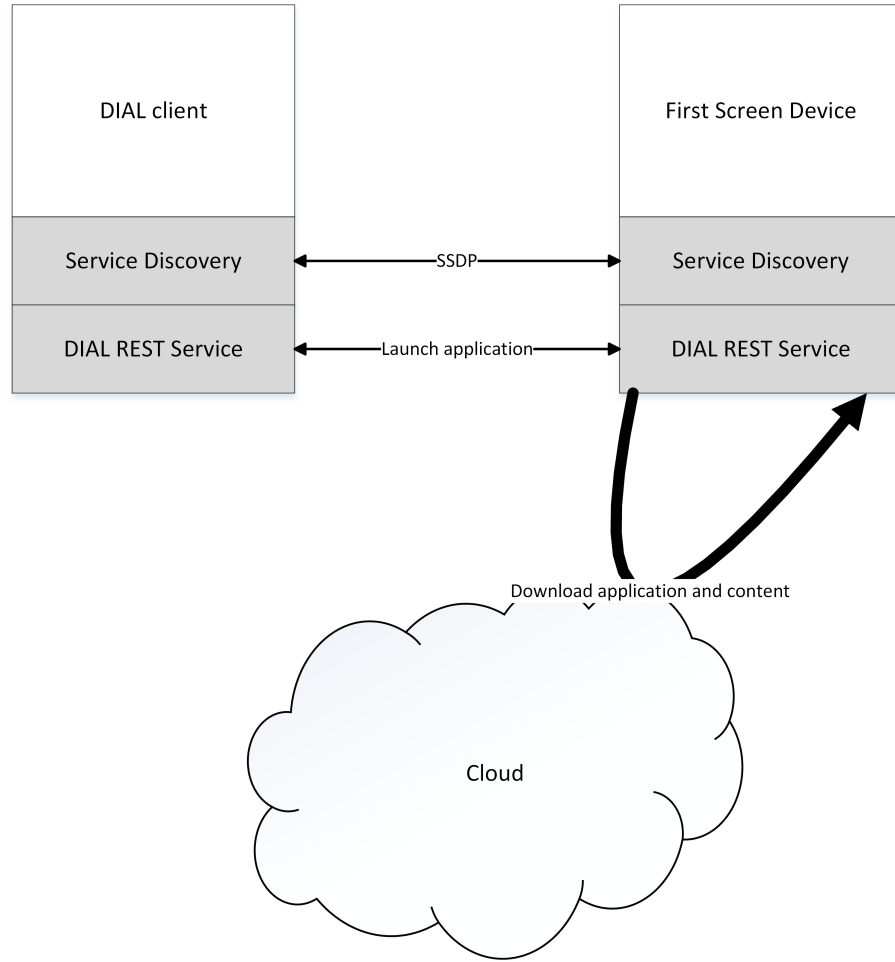 DIAL client
First Screen Device
Service Discovery
SSDP
Service Discovery
DIAL REST Service
Launch application
DIAL REST Service
Download application and content
Cloud